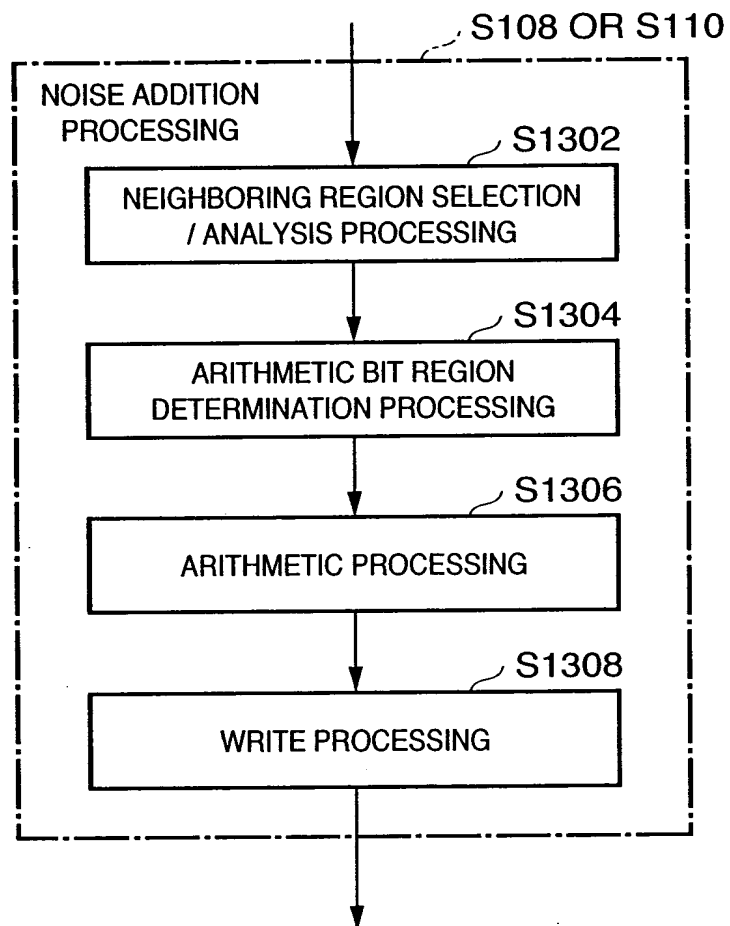 S108 OR S110
NOISE ADDITION
PROCESSING
S1302
NEIGHBORING REGION SELECTION
/ ANALYSIS PROCESSING
S1304
ARITHMETIC BIT REGION
DETERMINATION PROCESSING
S1306
ARITHMETIC PROCESSING
S1308
WRITE PROCESSING